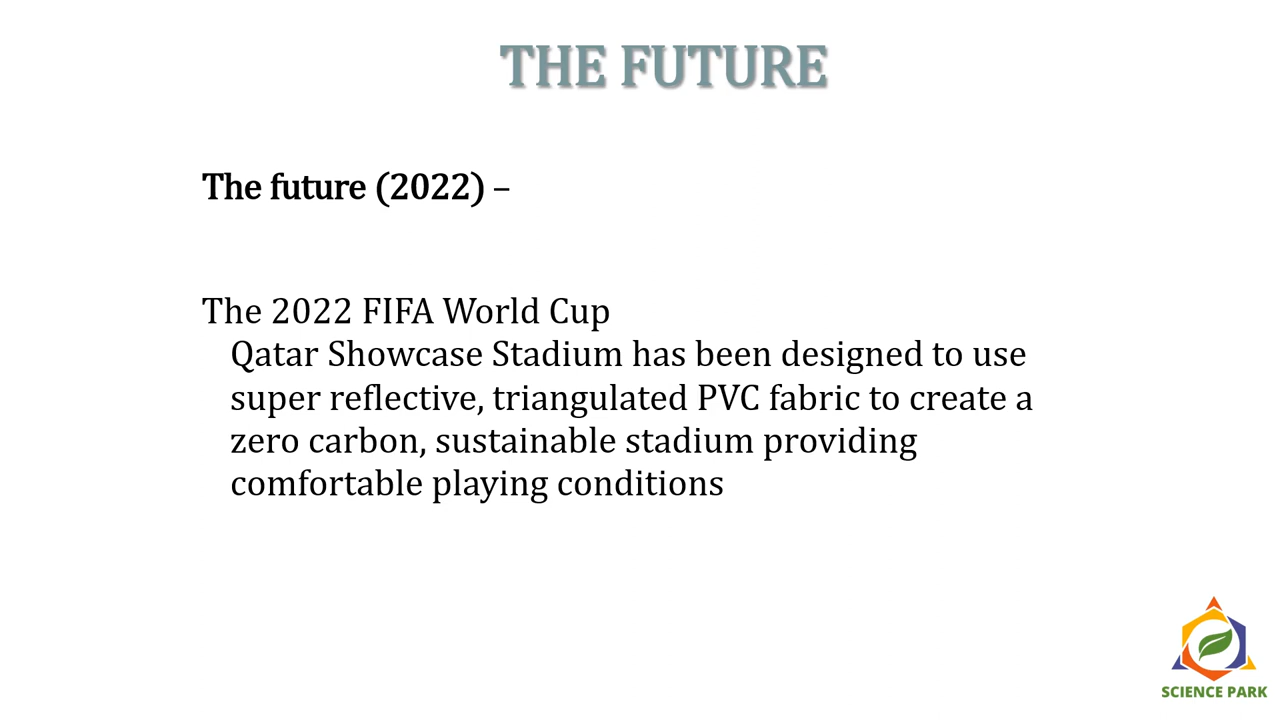 THE FUTURE
The future (2022) –
The 2022 FIFA World Cup
Qatar Showcase Stadium has been designed to use
super reflective, triangulated PVC fabric to create a
zero carbon, sustainable stadium providing
comfortable playing conditions
SCIENCE PARK